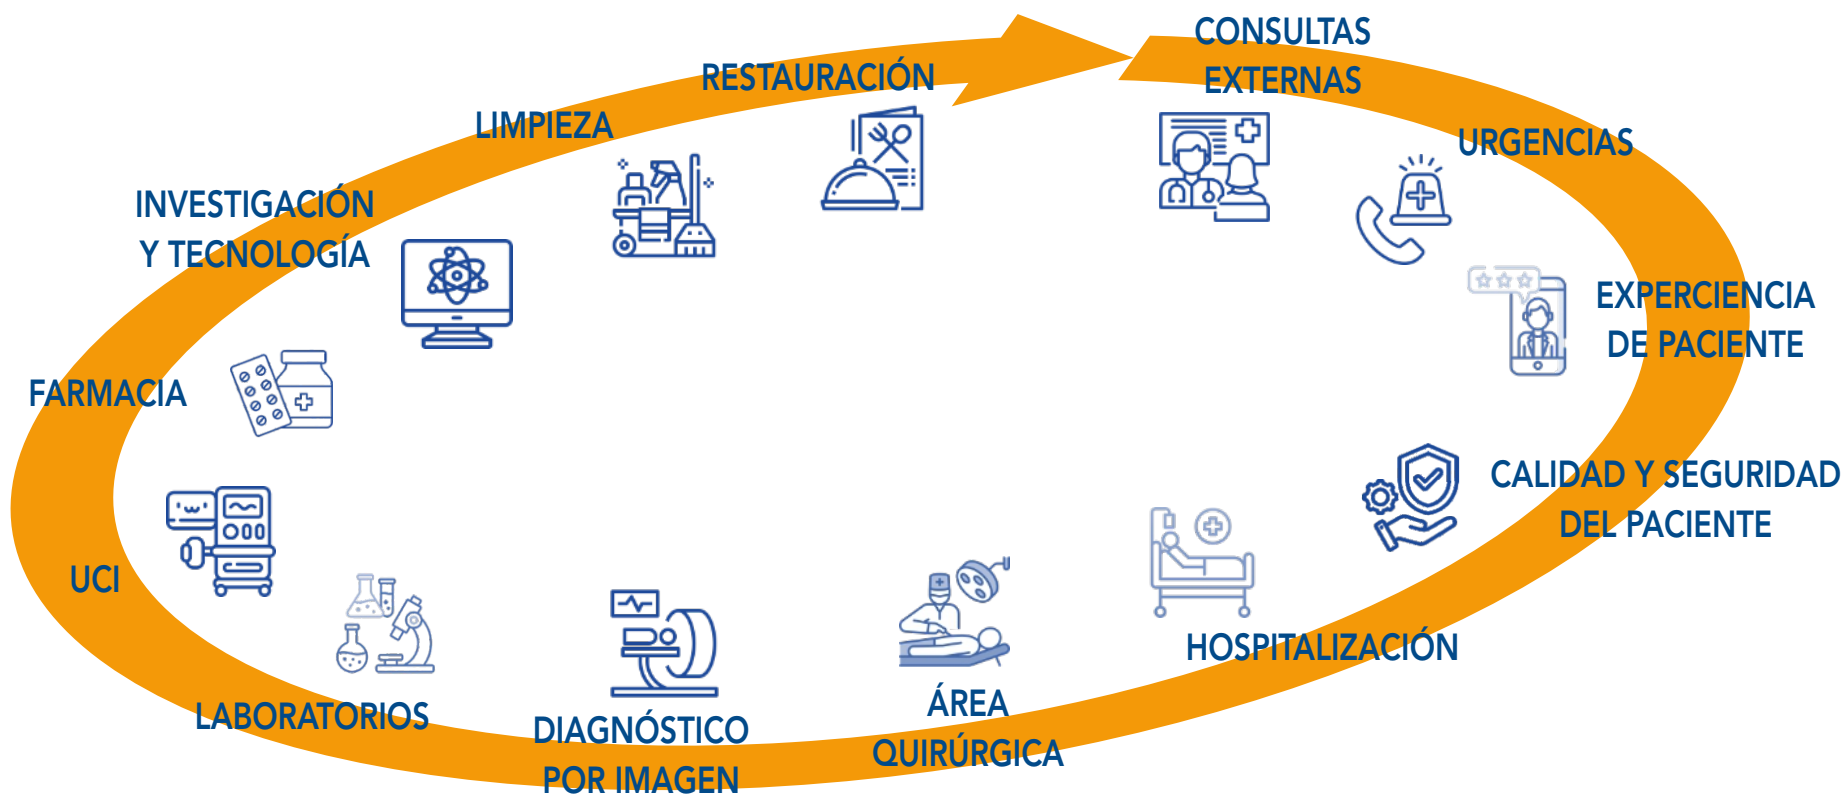 CONSULTAS
EXTERNAS
URGENCIAS
EXPERCIENCIA
DE PACIENTE
CALIDAD Y SEGURIDAD
DEL PACIENTE
HOSPITALIZACIÓN
ÁREA
QUIRÚRGICA
DIAGNÓSTICO
POR IMAGEN
LABORATORIOS
UCI
FARMACIA
INVESTIGACIÓN
Y TECNOLOGÍA
LIMPIEZA
RESTAURACIÓN